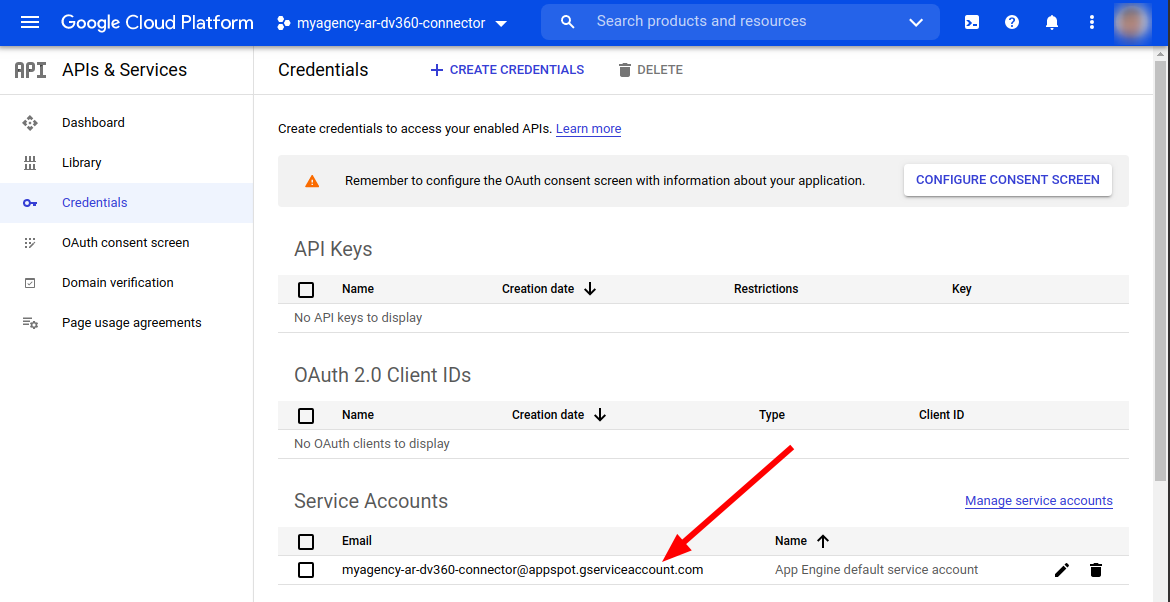 Google Cloud Platform
myagency-ar-dv360-connector
Search products and resources
API APIs & Services
Credentials
CREATE CREDENTIALS
DELETE
Dashboard
Library
Credentials
OAuth consent screen
Domain verification
Page usage agreements
Create credentials to access your enabled APIs. Learn more
Remember to configure the OAuth consent screen with information about your application.
CONFIGURE CONSENT SCREEN
API Keys
Name Creation date Restrictions Key
No API keys to display
OAuth 2.0 Client IDs
Name Creation date Type Client ID
No OAuth clients to display
Service Accounts
Manage service accounts
Email Name
myagency-ar-dv360-connector@appspot.gserviceaccount.com App Engine default service account